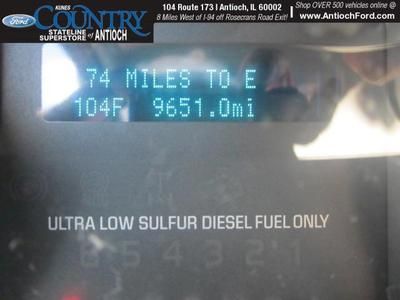 Ford
KUNES
COUNTRY
STATELINE
SUPERSTORE of ANTIOCH
104 Route 173 | Antioch, IL 60002
8 Miles West of I-94 off Rosecrans Road Exit!
Shop OVER 500 vehicles online @
www.AntiochFord.com
74 MILES TO E
104F 9651.0mi
ULTRA LOW SULFUR DIESEL FUEL ONLY
6 5 4 3 2 1